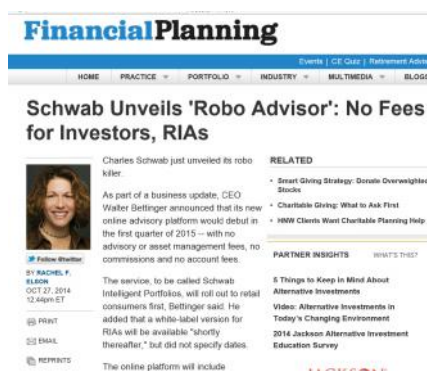 FinancialPlanning
Events | CE Quiz | Retirement Advis
HOME PRACTICE PORTFOLIO INDUSTRY MULTIMEDIA BLOGS
Schwab Unveils 'Robo Advisor': No Fees
for Investors, RIAs
Follow @twitter
BY RACHEL F.
ELSON
OCT 27, 2014
12:44pm ET
PRINT
EMAIL
REPRINTS
Charles Schwab just unveiled its robo
killer.
As part of a business update, CEO
Walter Bettinger announced that its new
online advisory platform would debut in
the first quarter of 2015 -- with no
advisory or asset management fees, no
commissions and no account fees.
The service, to be called Schwab
Intelligent Portfolios, will roll out to retail
consumers first, Bettinger said. He
added that a white-label version for
RIAs will be available "shortly
thereafter," but did not specify dates.
The online platform will include
RELATED
• Smart Giving Strategy: Donate Overweighted
Stocks
• Charitable Giving: What to Ask First
• HNW Clients Want Charitable Planning Help
PARTNER INSIGHTS WHAT'S THIS?
5 Things to Keep in Mind About
Alternative Investments
Video: Alternative Investments in
Today's Changing Environment
2014 Jackson Alternative Investment
Education Survey
JACKSON